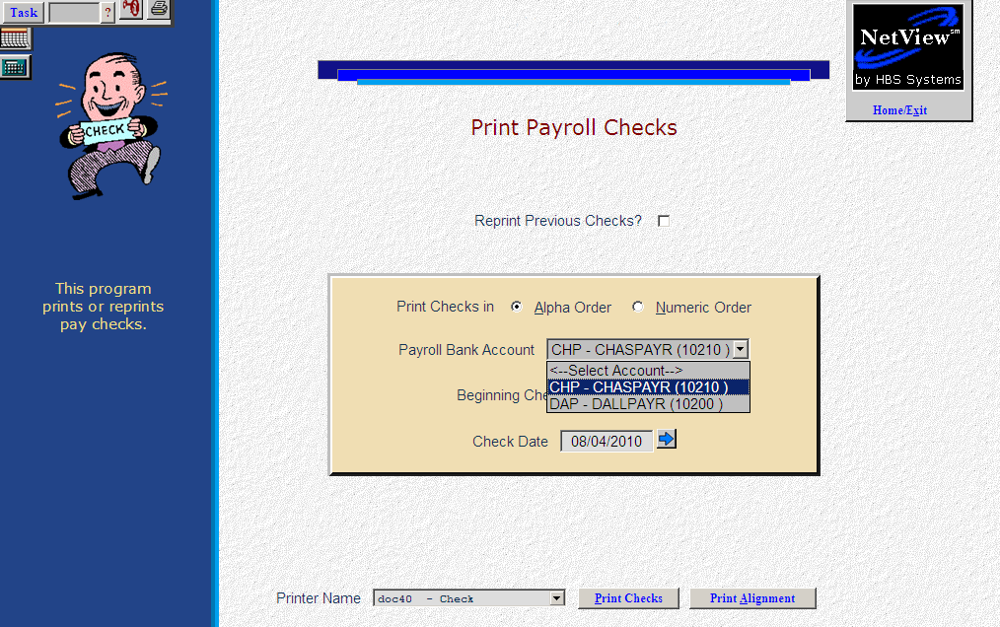 Task ?
NetView℠
by HBS Systems
Home/Exit
CHECK
Print Payroll Checks
Reprint Previous Checks?
This program
prints or reprints
pay checks.
Print Checks in Alpha Order Numeric Order
Payroll Bank Account CHP - CHASPAYR (10210 )
<--Select Account-->
CHP - CHASPAYR (10210 )
Beginning Che
DAP - DALLPAYR (10200 )
Check Date 08/04/2010
Printer Name doc40 - Check Print Checks Print Alignment